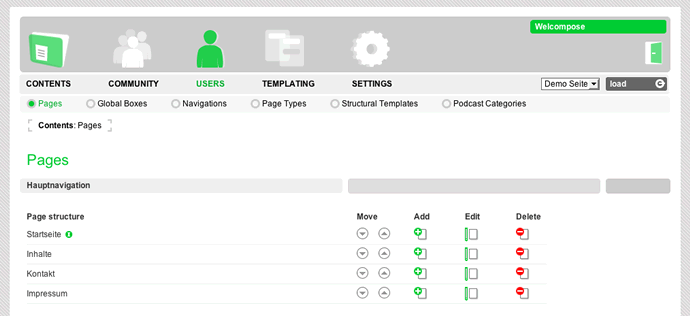 Welcompose
CONTENTS COMMUNITY USERS TEMPLATING SETTINGS Demo Seite load
Pages Global Boxes Navigations Page Types Structural Templates Podcast Categories
Contents: Pages
Pages
Hauptnavigation
Page structure Move Add Edit Delete
Startseite
Inhalte
Kontakt
Impressum